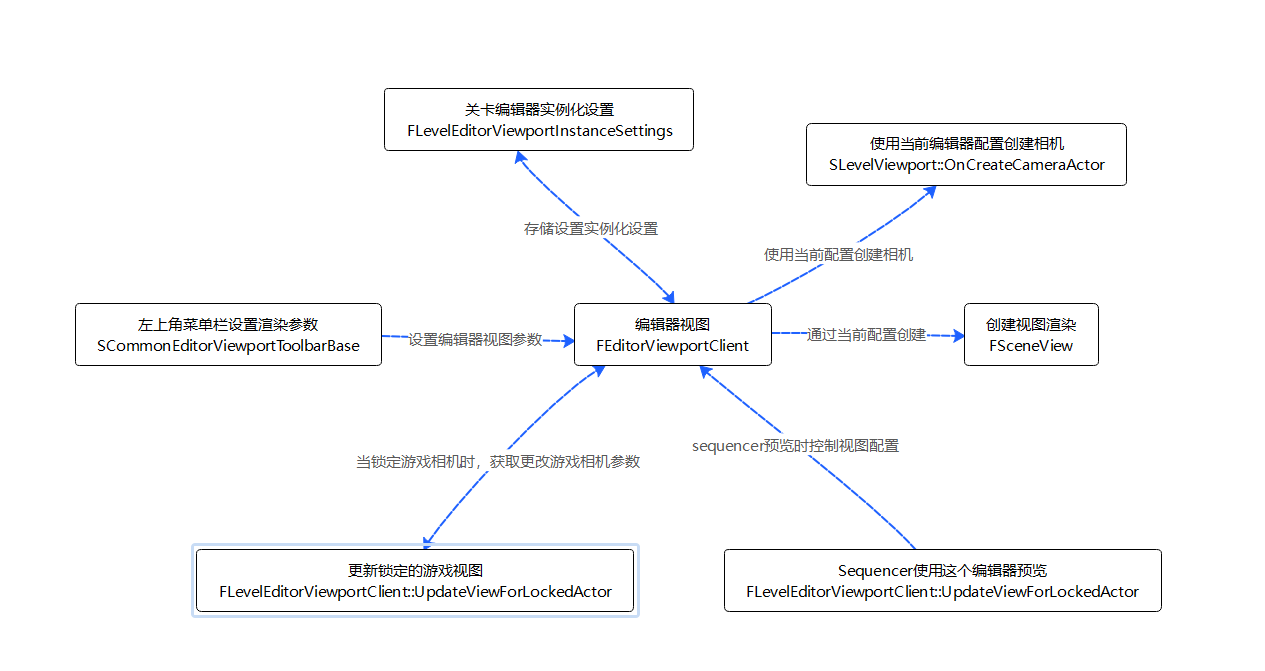 关卡编辑器实例化设置
FLevelEditorViewportInstanceSettings
使用当前编辑器配置创建相机
SLevelViewport::OnCreateCameraActor
存储设置实例化设置
使用当前配置创建相机
左上角菜单栏设置渲染参数
SCommonEditorViewportToolbarBase
设置编辑器视图参数
编辑器视图
FEditorViewportClient
通过当前配置创建
创建视图渲染
FSceneView
当锁定游戏相机时，获取更改游戏相机参数
sequencer预览时控制视图配置
更新锁定的游戏视图
FLevelEditorViewportClient::UpdateViewForLockedActor
Sequencer使用这个编辑器预览
FLevelEditorViewportClient::UpdateViewForLockedActor